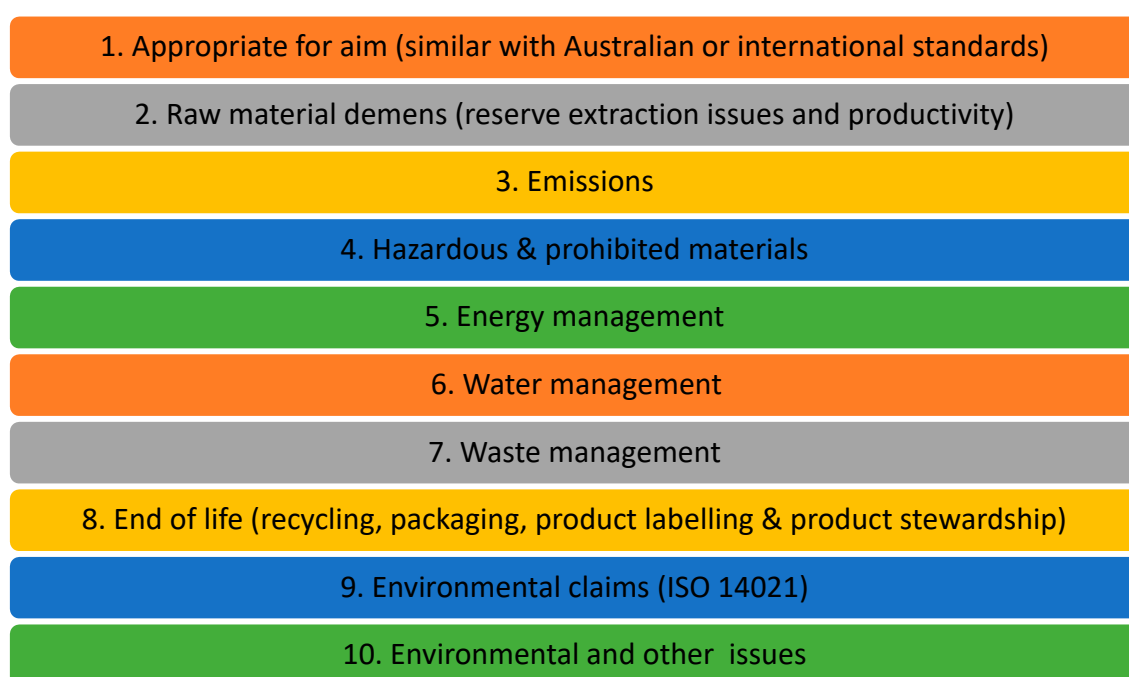 1. Appropriate for aim (similar with Australian or international standards)
2. Raw material demens (reserve extraction issues and productivity)
3. Emissions
4. Hazardous & prohibited materials
5. Energy management
6. Water management
7. Waste management
8. End of life (recycling, packaging, product labelling & product stewardship)
9. Environmental claims (ISO 14021)
10. Environmental and other issues